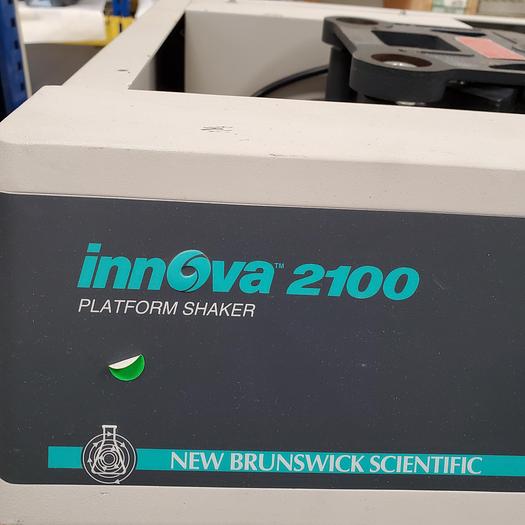 innova™ 2100
PLATFORM SHAKER
NEW BRUNSWICK SCIENTIFIC